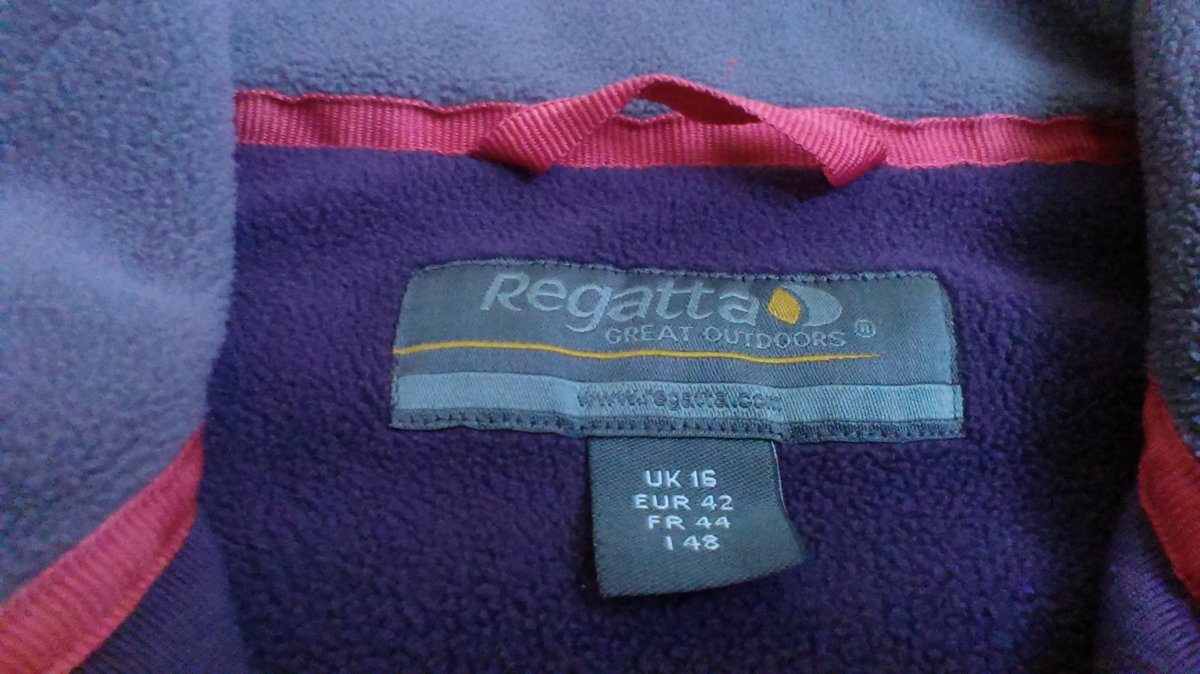 Regatta
GREAT OUTDOORS ®
www.regatta.com
UK 16
EUR 42
FR 44
I 48